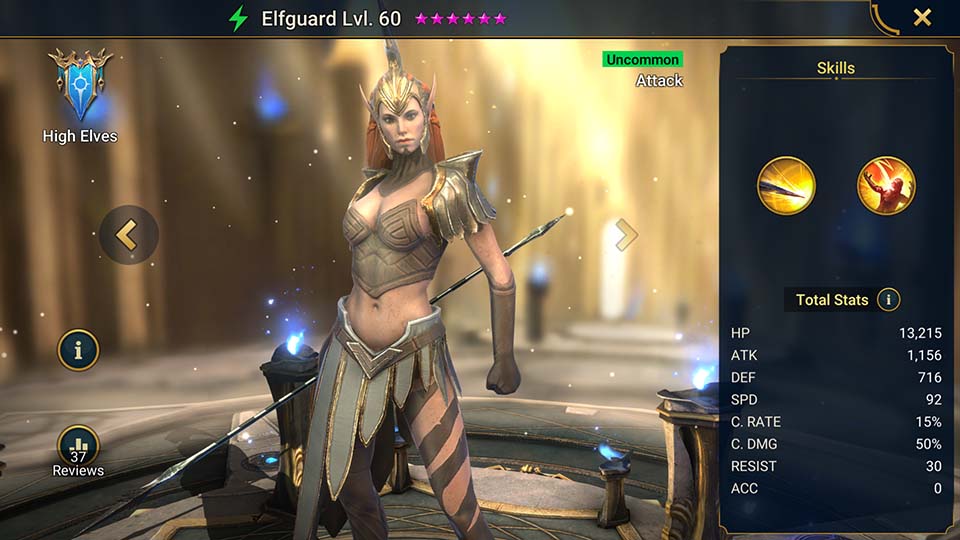 Elfguard Lvl. 60
High Elves
Uncommon
Attack
37
Reviews
Skills
Total Stats i
HP 13,215
ATK 1,156
DEF 716
SPD 92
C. RATE 15%
C. DMG 50%
RESIST 30
ACC 0